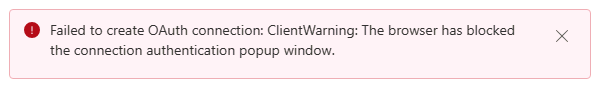 Failed to create OAuth connection: ClientWarning: The browser has blocked
the connection authentication popup window.